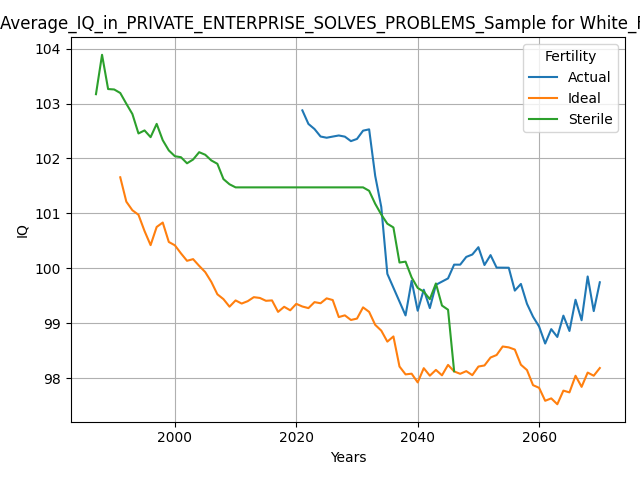 Average_IQ_in_PRIVATE_ENTERPRISE_SOLVES_PROBLEMS_Sample for White_
Fertility
Actual
Ideal
Sterile
104
103
102
101
100
99
98
IQ
2000
2020
2040
2060
Years